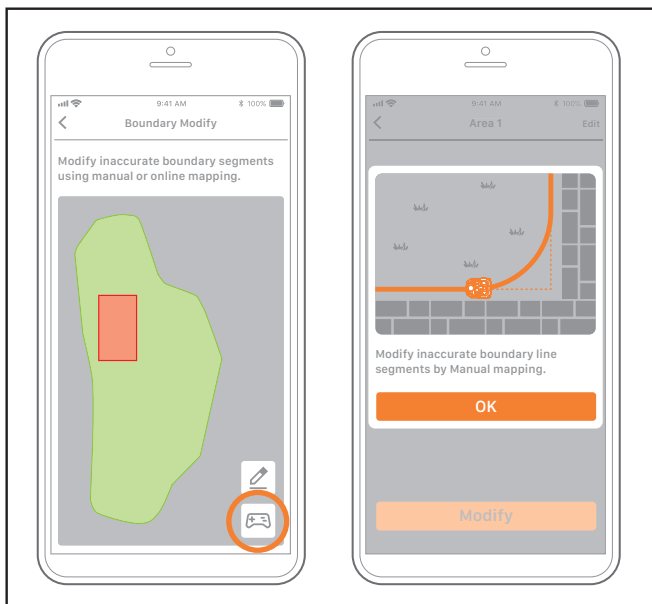 9:41 AM
100%
Boundary Modify
Modify inaccurate boundary segments
using manual or online mapping.
9:41 AM
100%
Area 1
Edit
Modify inaccurate boundary line
segments by Manual mapping.
OK
Modify